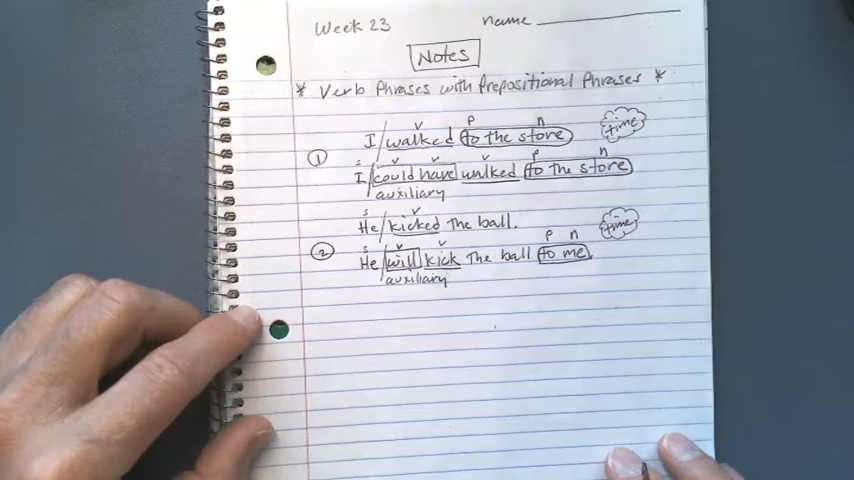 Week 23 name
Notes
* Verb Phrases with Prepositional Phrases *
v p n
I/walked to the store time
①
s v v v p n
I/could have walked to the store
auxiliary
s v
He/kicked the ball. time
②
s v v p n
He/will kick the ball to me.
auxiliary